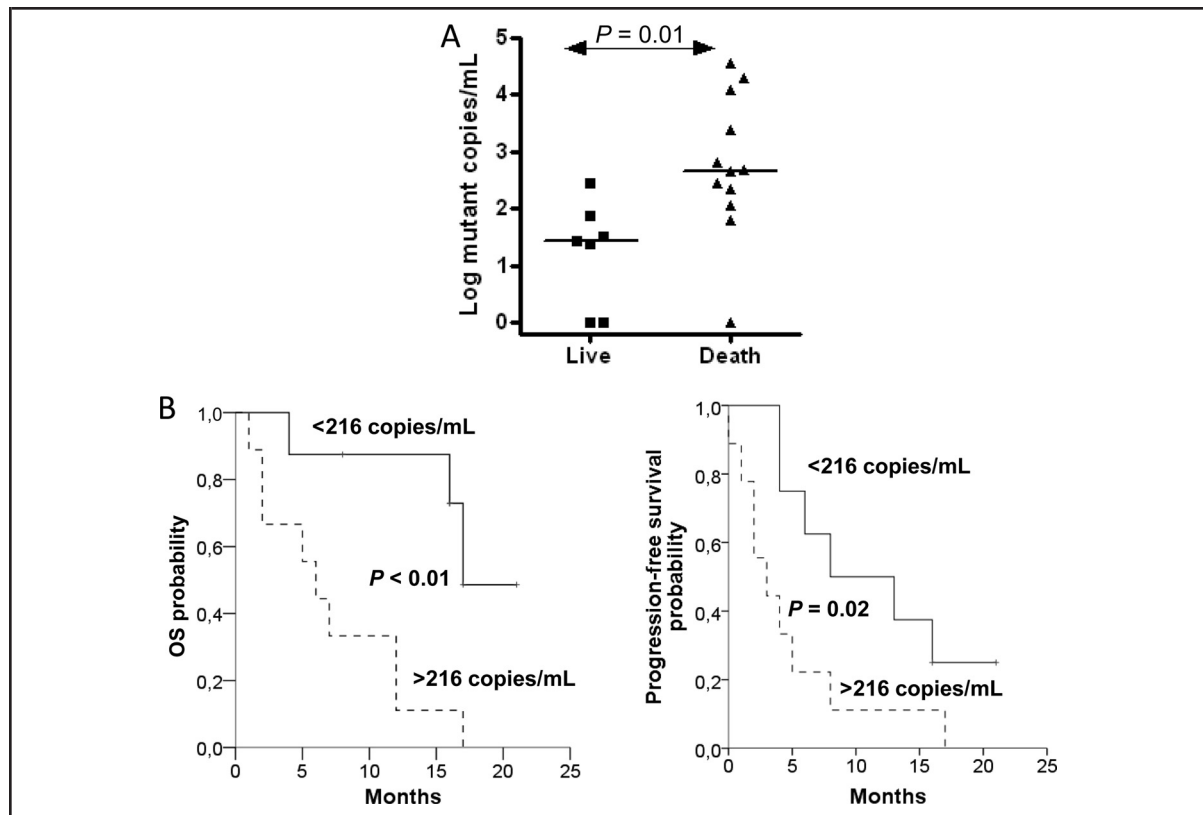 A
P = 0.01
Log mutant copies/mL
5
4
3
2
1
0
Live
Death
B
OS probability
1,0
0,8
0,6
0,4
0,2
0,0
<216 copies/mL
P < 0.01
>216 copies/mL
0
5
10
15
20
25
Months
Progression-free survival
probability
1,0
0,8
0,6
0,4
0,2
0,0
<216 copies/mL
P = 0.02
>216 copies/mL
0
5
10
15
20
25
Months